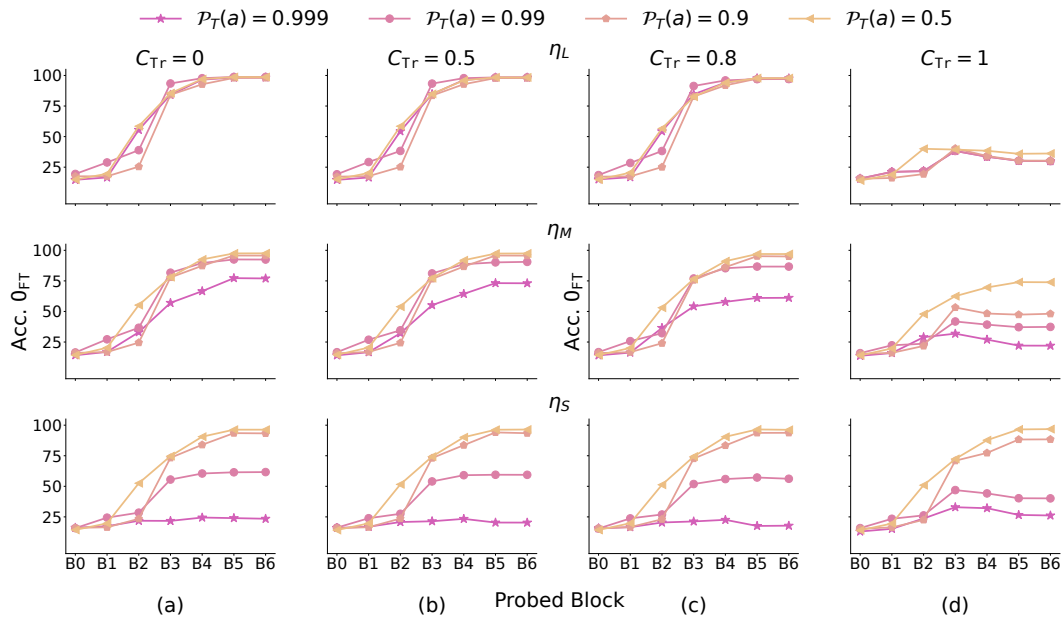 𝒫_T(a) = 0.999 𝒫_T(a) = 0.99 𝒫_T(a) = 0.9 𝒫_T(a) = 0.5
η_L
C_Tr = 0 C_Tr = 0.5 C_Tr = 0.8 C_Tr = 1
100
75
50
25
η_M
100
75
50
25
Acc. 0_FT
Acc. 0_FT
η_S
100
75
50
25
B0 B1 B2 B3 B4 B5 B6 B0 B1 B2 B3 B4 B5 B6 B0 B1 B2 B3 B4 B5 B6 B0 B1 B2 B3 B4 B5 B6
Probed Block
(a) (b) (c) (d)